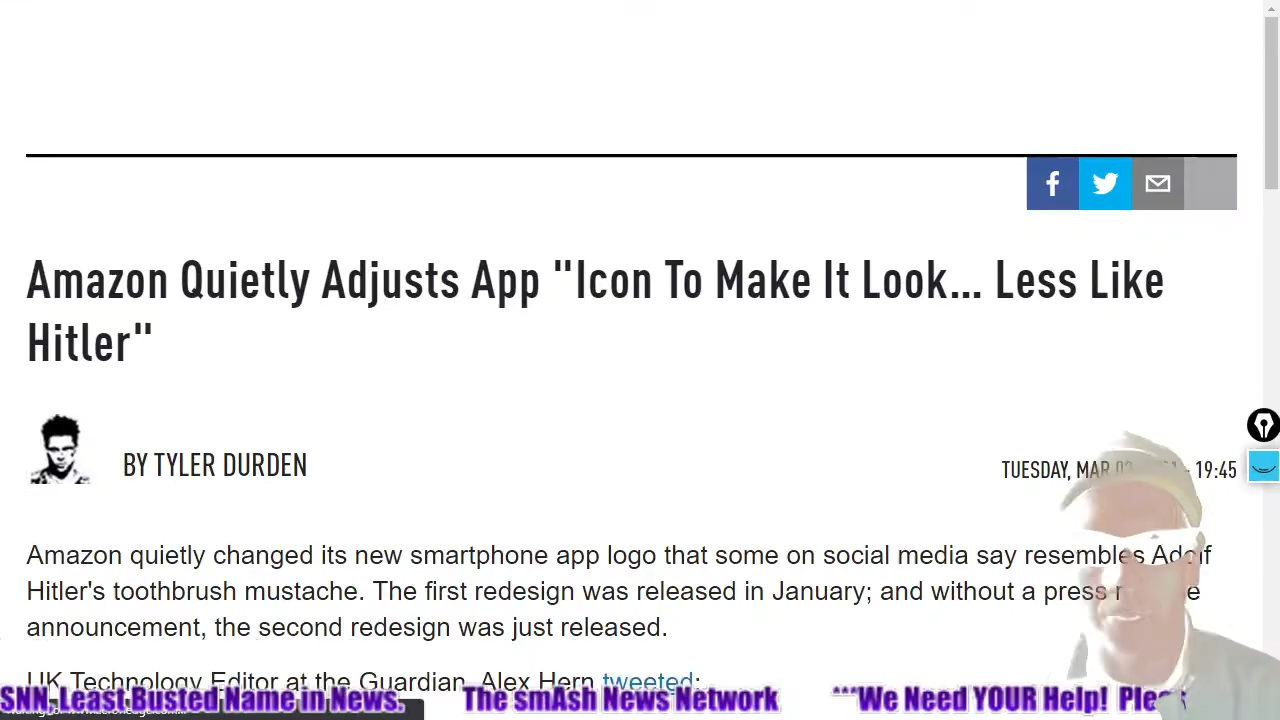 Amazon Quietly Adjusts App "Icon To Make It Look... Less Like
Hitler"
BY TYLER DURDEN
TUESDAY, MAR - 19:45
Amazon quietly changed its new smartphone app logo that some on social media say resembles Adolf
Hitler's toothbrush mustache. The first redesign was released in January; and without a press
announcement, the second redesign was just released.
UK Technology Editor at the Guardian, Alex Hern tweeted:
SNN-Least Busted Name in News. The smAsh News Network ***We Need YOUR Help!